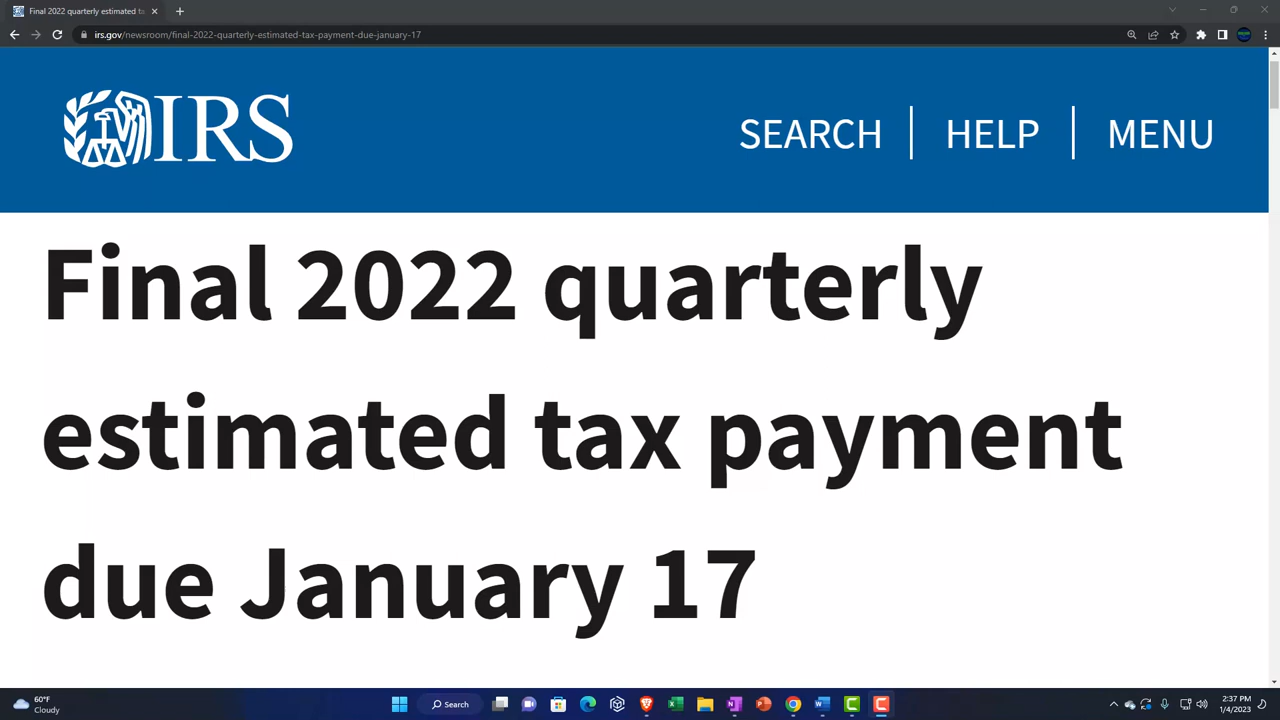 Final 2022 quarterly estimated ta
irs.gov/newsroom/final-2022-quarterly-estimated-tax-payment-due-january-17
IRS
SEARCH
HELP
MENU
Final 2022 quarterly
estimated tax payment
due January 17
60°F
Cloudy
Search
2:37 PM
1/4/2023